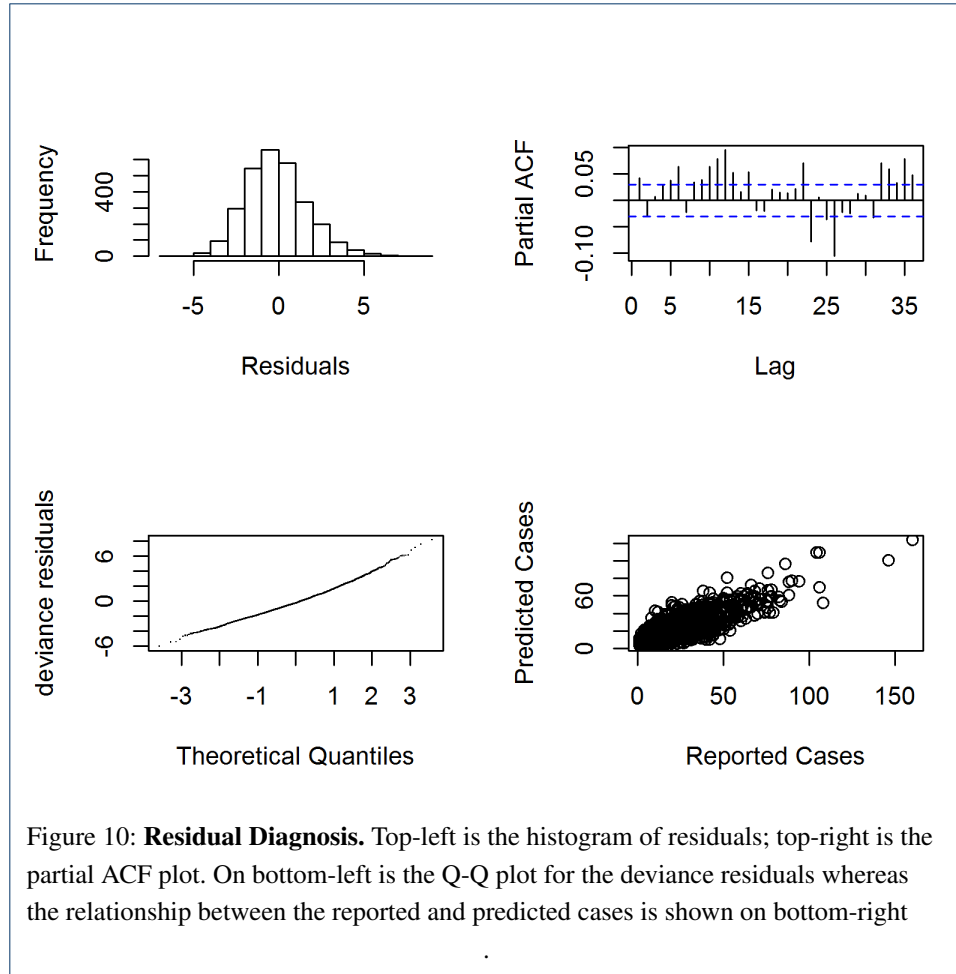 Frequency
400
0
-5 0 5
Residuals
Partial ACF
0.05
-0.10
0 5 15 25 35
Lag
deviance residuals
6
0
-6
-3 -1 1 2 3
Theoretical Quantiles
Predicted Cases
60
0
0 50 100 150
Reported Cases
Figure 10: Residual Diagnosis. Top-left is the histogram of residuals; top-right is the
partial ACF plot. On bottom-left is the Q-Q plot for the deviance residuals whereas
the relationship between the reported and predicted cases is shown on bottom-right
.